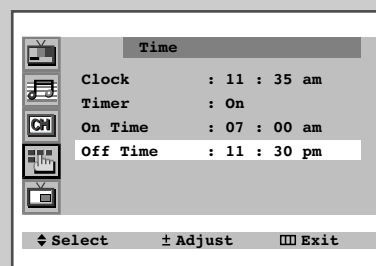 Time
Clock : 11 : 35 am
Timer : On
On Time : 07 : 00 am
Off Time : 11 : 30 pm
CH
Select ± Adjust Exit